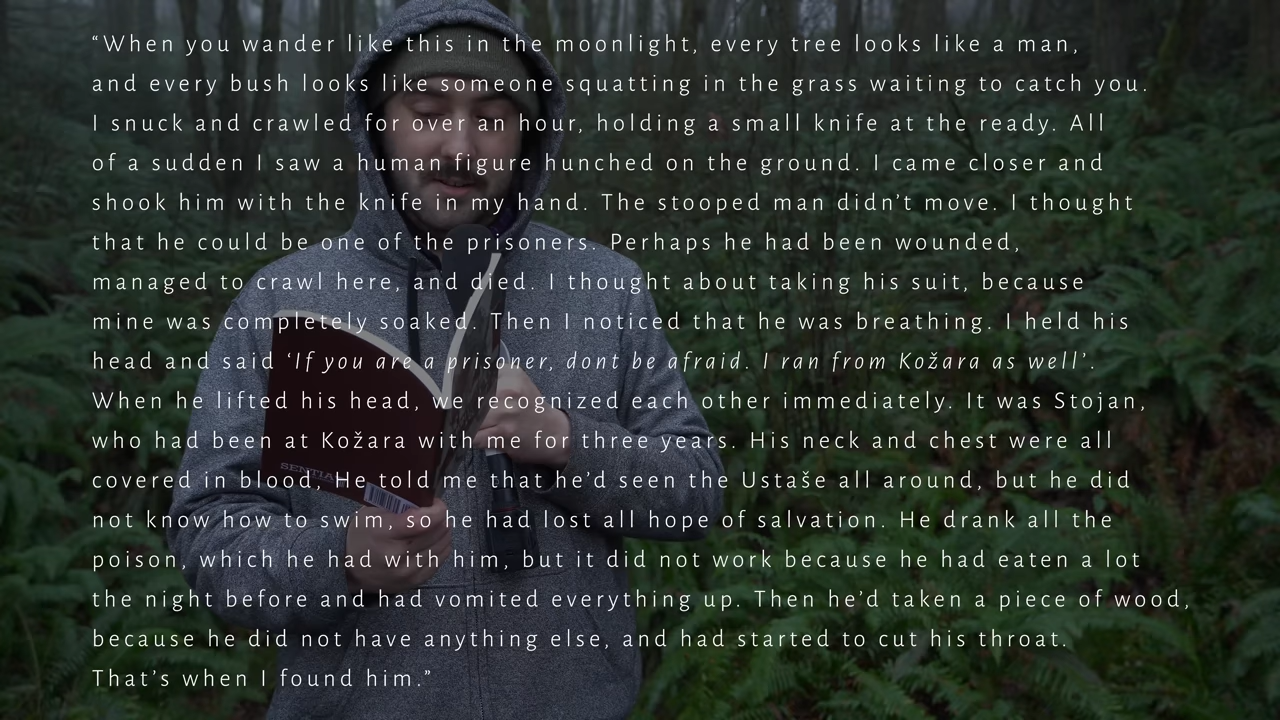 “When you wander like this in the moonlight, every tree looks like a man,
and every bush looks like someone squatting in the grass waiting to catch you.
I snuck and crawled for over an hour, holding a small knife at the ready. All
of a sudden I saw a human figure hunched on the ground. I came closer and
shook him with the knife in my hand. The stooped man didn’t move. I thought
that he could be one of the prisoners. Perhaps he had been wounded,
managed to crawl here, and died. I thought about taking his suit, because
mine was completely soaked. Then I noticed that he was breathing. I held his
head and said ‘If you are a prisoner, dont be afraid. I ran from Kožara as well’.
When he lifted his head, we recognized each other immediately. It was Stojan,
who had been at Kožara with me for three years. His neck and chest were all
covered in blood, He told me that he’d seen the Ustaše all around, but he did
not know how to swim, so he had lost all hope of salvation. He drank all the
poison, which he had with him, but it did not work because he had eaten a lot
the night before and had vomited everything up. Then he’d taken a piece of wood,
because he did not have anything else, and had started to cut his throat.
That’s when I found him.”